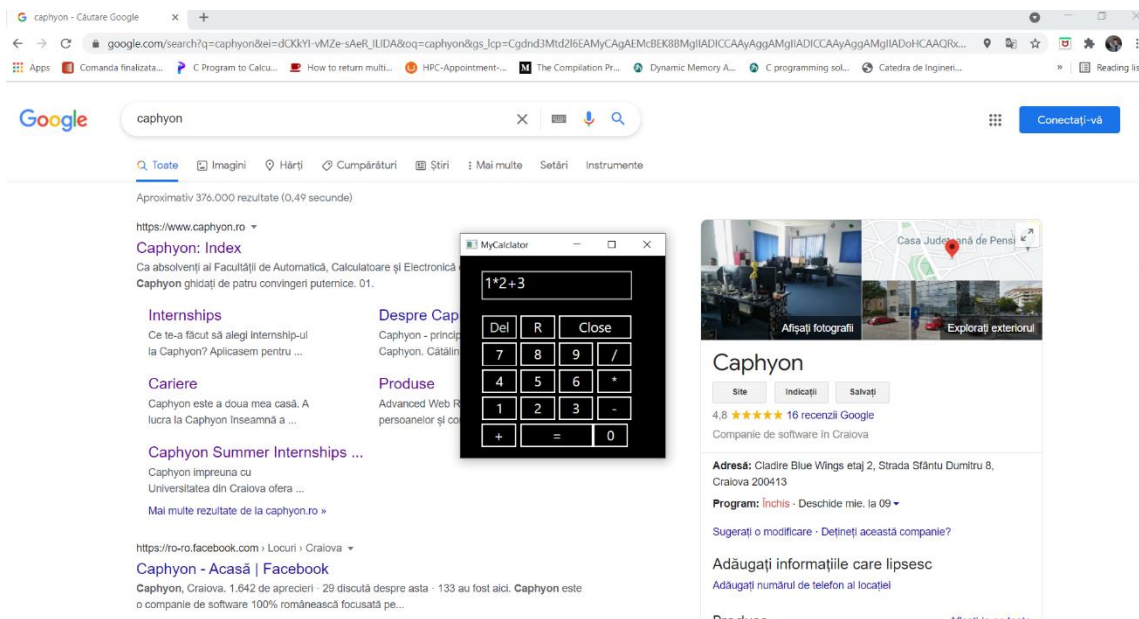 caphyon - Căutare Google
google.com/search?q=caphyon&ei=dCKkYI-vMZe-sAeR_ILIDA&oq=caphyon&gs_lcp=Cgdnd3Mtd2l6EAMyCAgAEMcBEK8BMgIIADICCAAyAggAMgIIADICCAAyAggAMgIIADoHCAAQRx...
Apps Comanda finalizata... C Program to Calcu... How to return multi... HPC-Appointment-... The Compilation Pr... Dynamic Memory A... C programming sol... Catedra de Ingineri... » Reading lis
Google caphyon Conectați-vă
Toate Imagini Hărți Cumpărături Știri Mai multe Setări Instrumente
Aproximativ 376.000 rezultate (0,49 secunde)
https://www.caphyon.ro
Caphyon: Index
Ca absolvenți ai Facultății de Automatică, Calculatoare și Electronică
Caphyon ghidați de patru convingeri puternice. 01.
Internships
Ce te-a făcut să alegi internship-ul
la Caphyon? Aplicasem pentru ...
Despre Cap
Caphyon - princip
Caphyon. Cătălin
Cariere
Caphyon este a doua mea casă. A
lucra la Caphyon înseamnă a ...
Produse
Advanced Web R
persoanelor și co
Caphyon Summer Internships ...
Caphyon impreuna cu
Universitatea din Craiova ofera ...
Mai multe rezultate de la caphyon.ro »
https://ro-ro.facebook.com › Locuri › Craiova
Caphyon - Acasă | Facebook
Caphyon, Craiova. 1.642 de aprecieri · 29 discută despre asta · 133 au fost aici. Caphyon este
o companie de software 100% românească focusată pe...
MyCalclator
1*2+3
Del R Close
7 8 9 /
4 5 6 *
1 2 3 -
+ = 0
Casa Județeană de Pensi
Afișați fotografii
Explorați exteriorul
Caphyon
Site Indicații Salvați
4,8 ★★★★★ 16 recenzii Google
Companie de software în Craiova
Adresă: Cladire Blue Wings etaj 2, Strada Sfântu Dumitru 8,
Craiova 200413
Program: Închis · Deschide mie. la 09
Sugerați o modificare · Dețineți această companie?
Adăugați informațiile care lipsesc
Adăugați numărul de telefon al locației